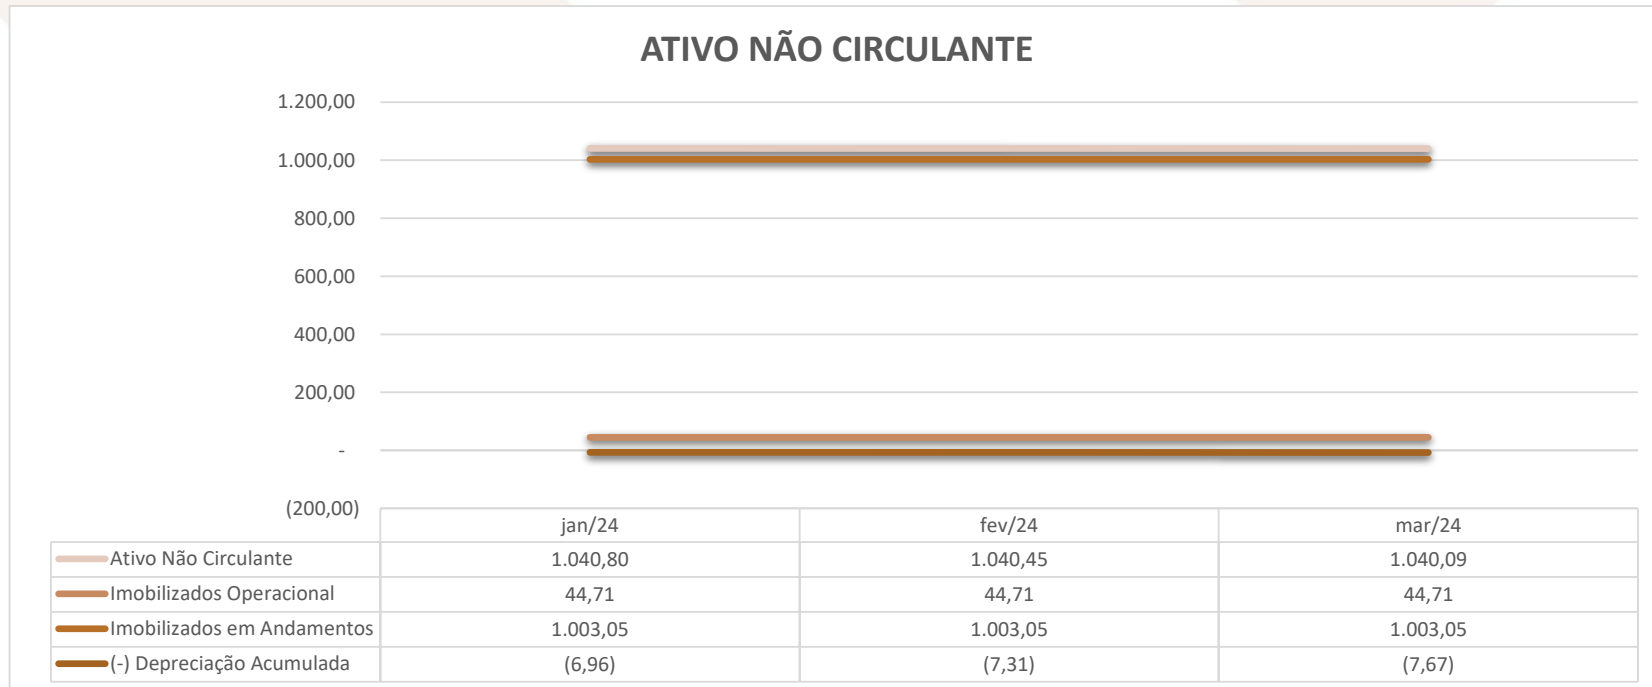 ATIVO NÃO CIRCULANTE
1.200,00
1.000,00
800,00
600,00
400,00
200,00
-
(200,00)
jan/24 fev/24 mar/24
Ativo Não Circulante 1.040,80 1.040,45 1.040,09
Imobilizados Operacional 44,71 44,71 44,71
Imobilizados em Andamentos 1.003,05 1.003,05 1.003,05
(-) Depreciação Acumulada (6,96) (7,31) (7,67)